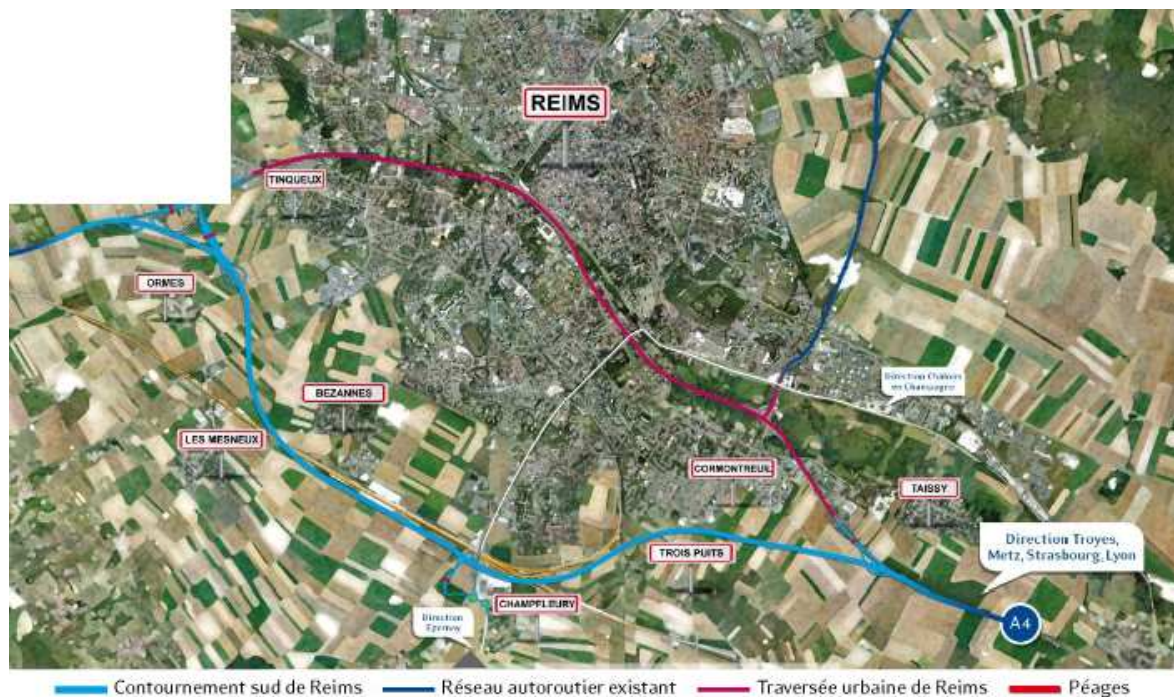 REIMS
TINQUEUX
ORMES
BEZANNES
LES MESNEUX
Direction Châlons
en Champagne
CORMONTREUIL
TAISSY
TROIS PUITS
Direction Troyes,
Metz, Strasbourg, Lyon
CHAMPFLEURY
Direction
Epernay
A4
Contournement sud de Reims
Réseau autoroutier existant
Traversée urbaine de Reims
Péages